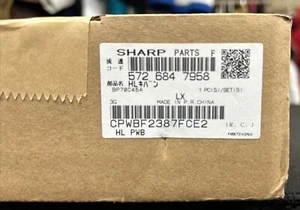 SHARP PARTS F
流通
コード 572 684 7958
部品名 HLキバン
BP70C45A 1 PC(S)/SET(S)
LX
3G MADE IN P.R.CHINA
CPWBF2387FCE2 (R.C.)
HL PWB